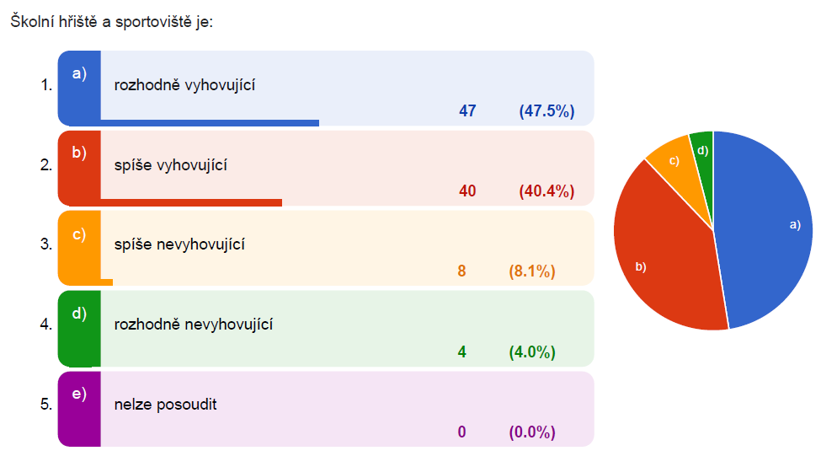 Školní hřiště a sportoviště je:
1. a) rozhodně vyhovující 47 (47.5%)
2. b) spíše vyhovující 40 (40.4%)
3. c) spíše nevyhovující 8 (8.1%)
4. d) rozhodně nevyhovující 4 (4.0%)
5. e) nelze posoudit 0 (0.0%)
d)
c)
a)
b)